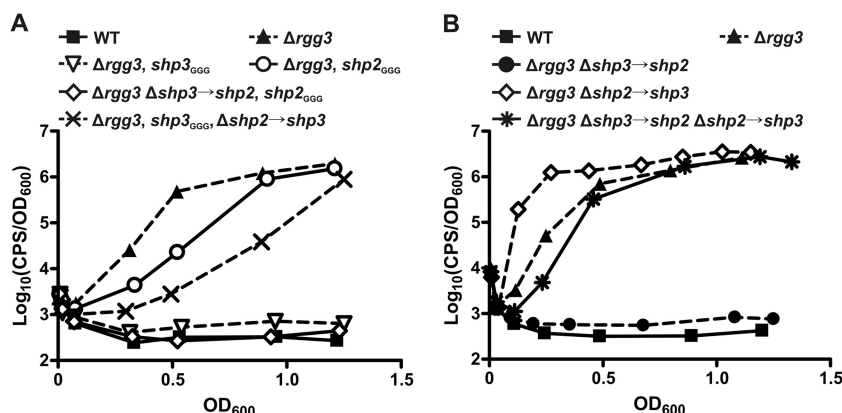 A
WT
Δrgg3
Δrgg3, shp3GGG
Δrgg3, shp2GGG
Δrgg3 Δshp3→shp2, shp2GGG
Δrgg3, shp3GGG, Δshp2→shp3
Log10(CPS/OD600)
7
6
5
4
3
2
0
0.5
1.0
1.5
OD600
B
WT
Δrgg3
Δrgg3 Δshp3→shp2
Δrgg3 Δshp2→shp3
Δrgg3 Δshp3→shp2 Δshp2→shp3
Log10(CPS/OD600)
7
6
5
4
3
2
0
0.5
1.0
1.5
OD600